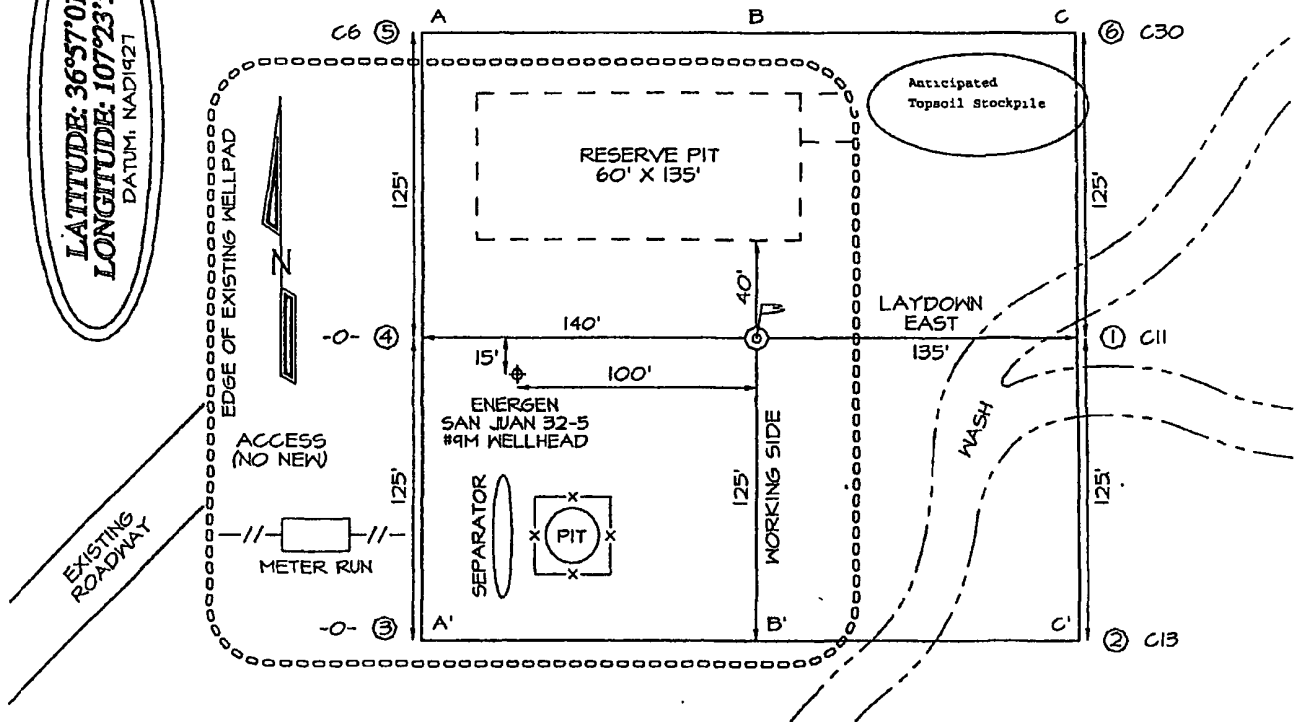 LATITUDE: 36°57'0
LONGITUDE: 107°23'
DATUM: NAD1927
A
B
C
C6 ⑤
⑥ C30
Anticipated
Topsoil Stockpile
RESERVE PIT
60' X 135'
EDGE OF EXISTING WELLPAD
N
125'
125'
40'
LAYDOWN
EAST
-0- ④
140'
135'
① C11
15'
100'
ENERGEN
SAN JUAN 32-5
#9M WELLHEAD
WASH
ACCESS
(NO NEW)
125'
125'
125'
WORKING SIDE
SEPARATOR
PIT
EXISTING
ROADWAY
METER RUN
-0- ③
A'
B'
C'
② C13